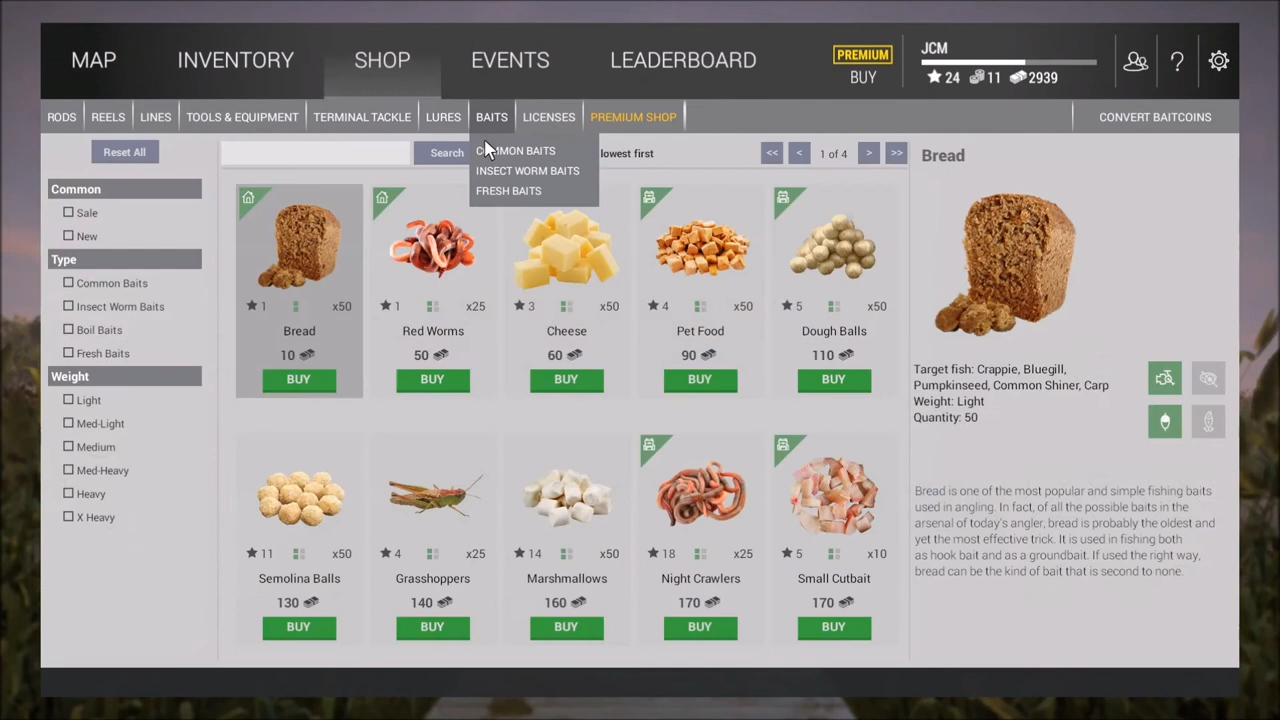 MAP
INVENTORY
SHOP
EVENTS
LEADERBOARD
PREMIUM
BUY
JCM
24
11
2939
?
RODS
REELS
LINES
TOOLS & EQUIPMENT
TERMINAL TACKLE
LURES
BAITS
LICENSES
PREMIUM SHOP
CONVERT BAITCOINS
COMMON BAITS
INSECT WORM BAITS
FRESH BAITS
Reset All
Search
lowest first
<<
<
1 of 4
>
>>
Common
Sale
New
Type
Common Baits
Insect Worm Baits
Boil Baits
Fresh Baits
Weight
Light
Med-Light
Medium
Med-Heavy
Heavy
X Heavy
1 x50
Bread
10
BUY
1 x25
Red Worms
50
BUY
3 x50
Cheese
60
BUY
4 x50
Pet Food
90
BUY
5 x50
Dough Balls
110
BUY
11 x50
Semolina Balls
130
BUY
4 x25
Grasshoppers
140
BUY
14 x50
Marshmallows
160
BUY
18 x25
Night Crawlers
170
BUY
5 x10
Small Cutbait
170
BUY
Bread
Target fish: Crappie, Bluegill,
Pumpkinseed, Common Shiner, Carp
Weight: Light
Quantity: 50
Bread is one of the most popular and simple fishing baits
used in angling. In fact, of all the possible baits in the
arsenal of today's angler, bread is probably the oldest and
yet the most effective trick. It is used in fishing both
as hook bait and as a groundbait. If used the right way,
bread can be the kind of bait that is second to none.